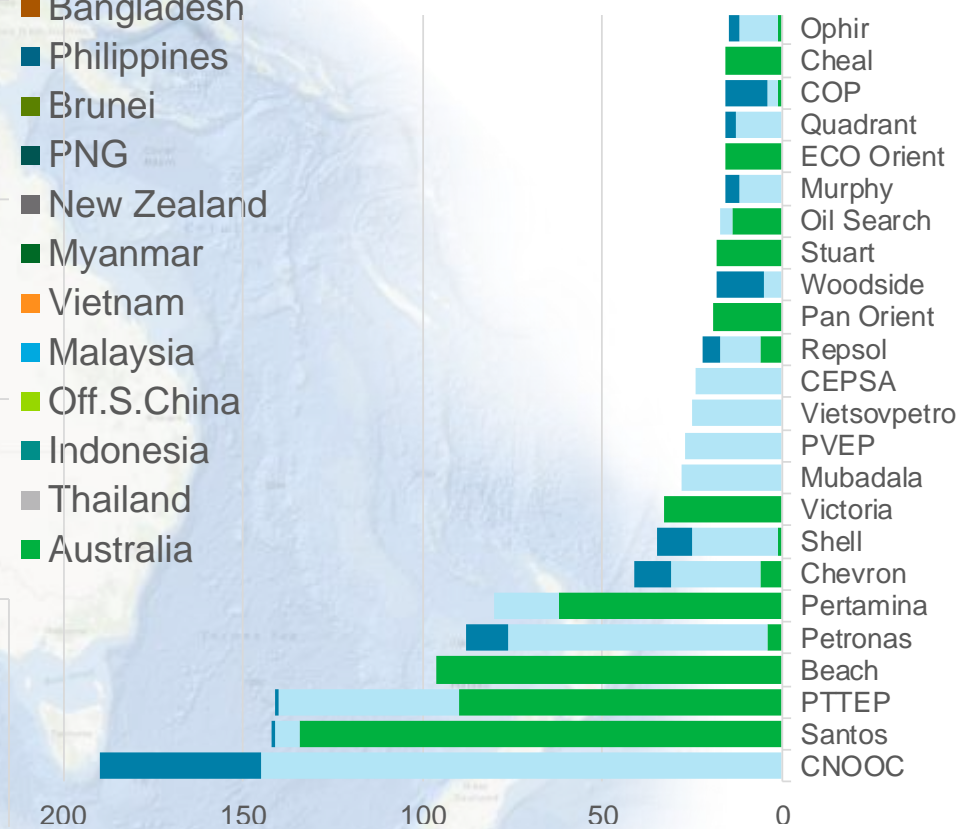 Bangladesh
Philippines
Brunei
PNG
New Zealand
Myanmar
Vietnam
Malaysia
Off.S.China
Indonesia
Thailand
Australia
Ophir
Cheal
COP
Quadrant
ECO Orient
Murphy
Oil Search
Stuart
Woodside
Pan Orient
Repsol
CEPSA
Vietsovpetro
PVEP
Mubadala
Victoria
Shell
Chevron
Pertamina
Petronas
Beach
PTTEP
Santos
CNOOC
200 150 100 50 0